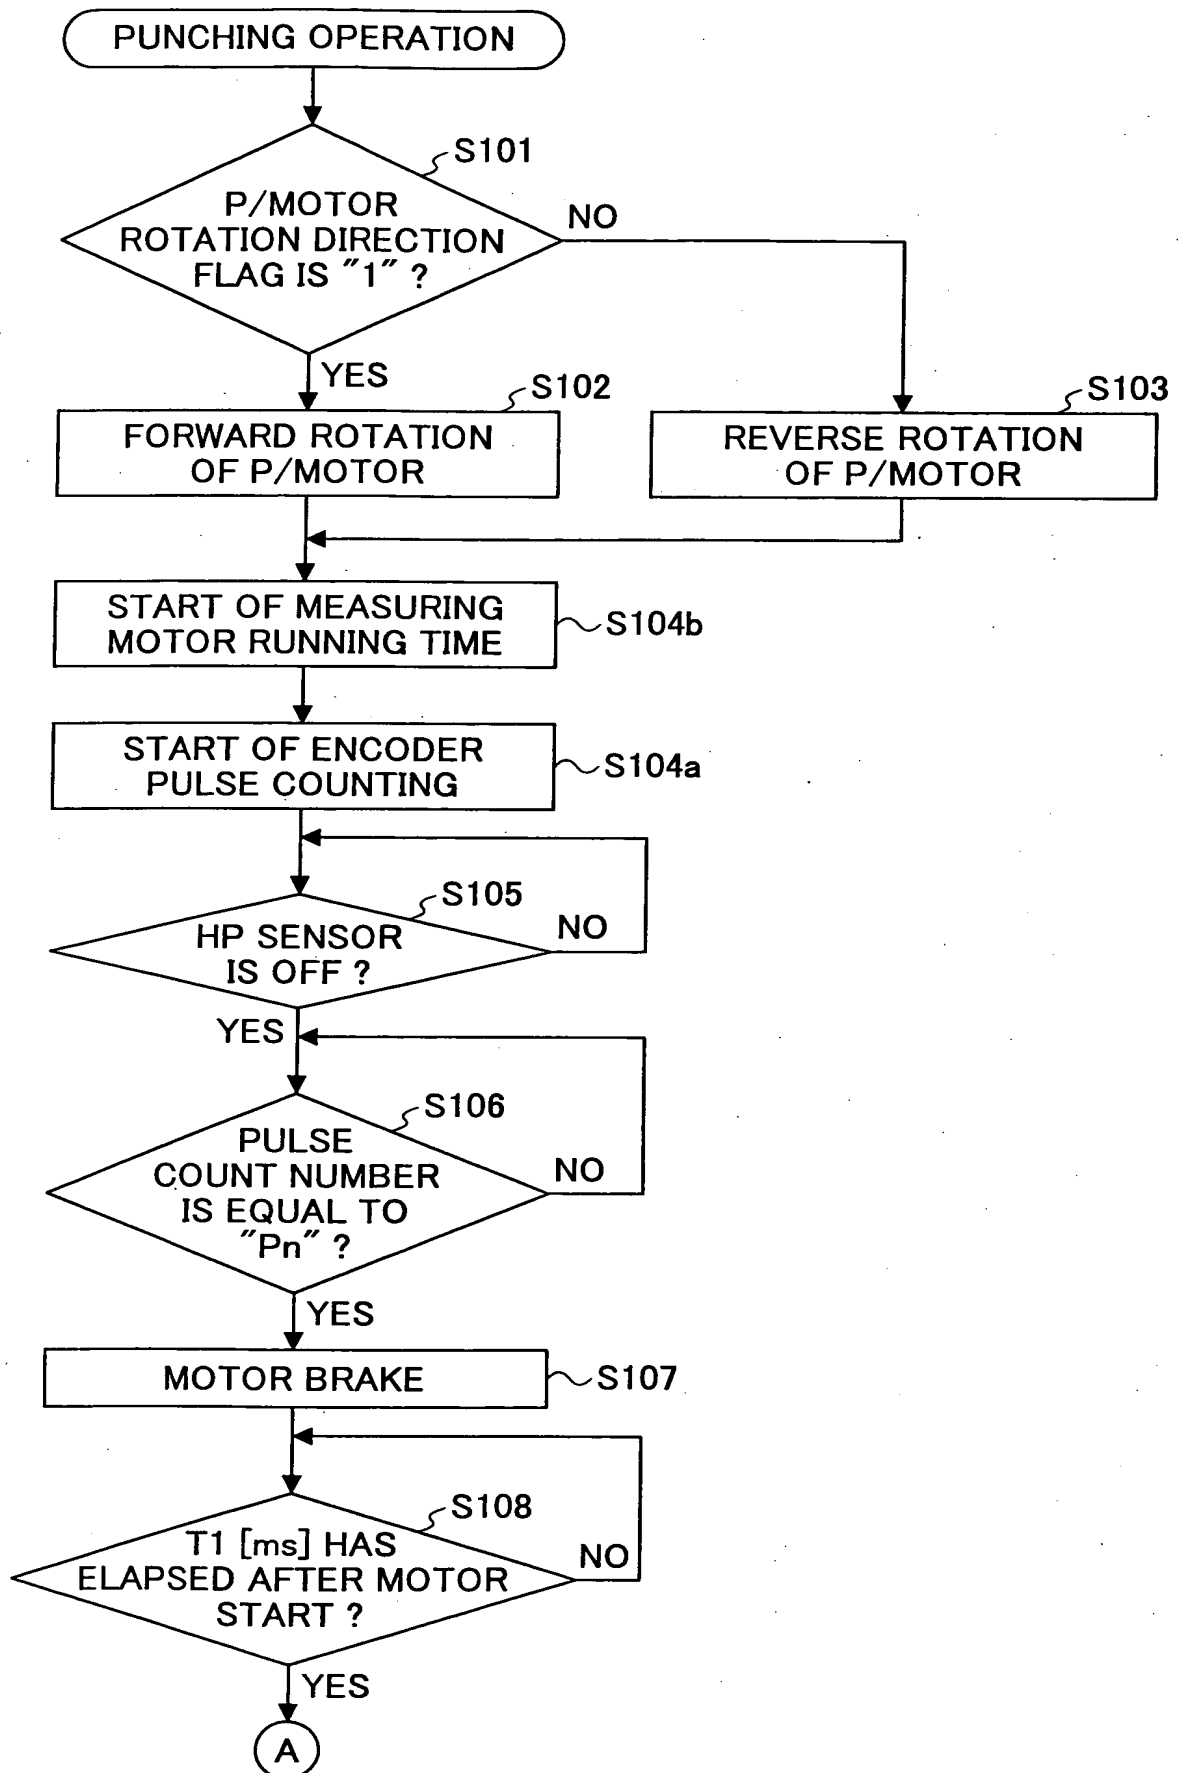 PUNCHING OPERATION
S101
P/MOTOR
ROTATION DIRECTION
FLAG IS "1" ?
NO
YES
S102
FORWARD ROTATION
OF P/MOTOR
S103
REVERSE ROTATION
OF P/MOTOR
START OF MEASURING
MOTOR RUNNING TIME
S104b
START OF ENCODER
PULSE COUNTING
S104a
S105
HP SENSOR
IS OFF ?
NO
YES
S106
PULSE
COUNT NUMBER
IS EQUAL TO
"Pn" ?
NO
YES
MOTOR BRAKE
S107
S108
T1 [ms] HAS
ELAPSED AFTER MOTOR
START ?
NO
YES
A